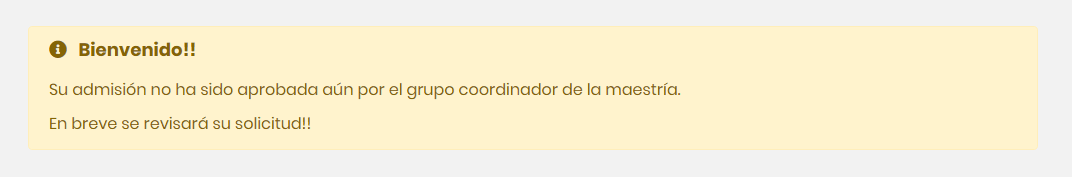 Bienvenido!!
Su admisión no ha sido aprobada aún por el grupo coordinador de la maestría.
En breve se revisará su solicitud!!